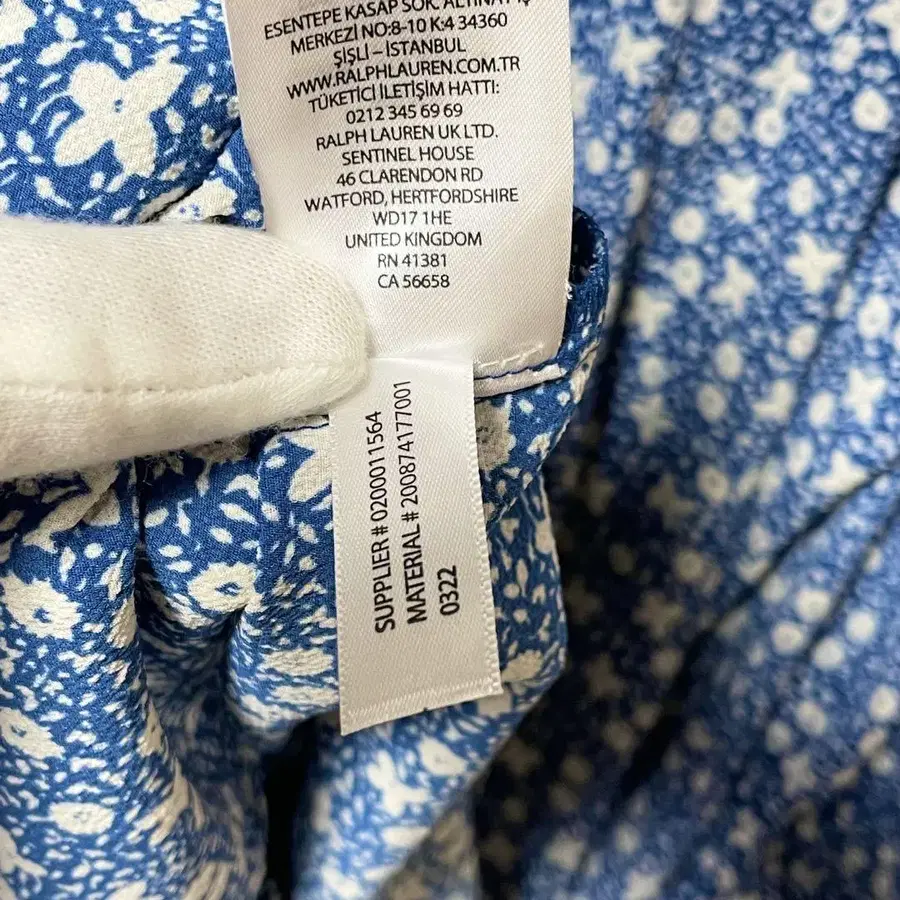 ESENTEPE KASAP SOK. ALTINAY İŞ
MERKEZİ NO:8-10 K:4 34360
ŞİŞLİ – İSTANBUL
WWW.RALPHLAUREN.COM.TR
TÜKETİCİ İLETİŞİM HATTI:
0212 345 69 69
RALPH LAUREN UK LTD.
SENTINEL HOUSE
46 CLARENDON RD
WATFORD, HERTFORDSHIRE
WD17 1HE
UNITED KINGDOM
RN 41381
CA 56658
SUPPLIER # 0200011564
MATERIAL # 200874177001
0322